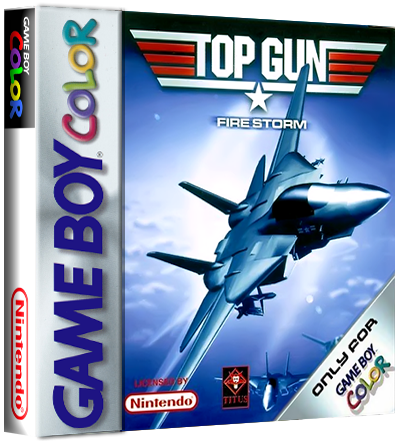 GAME BOY
COLOR
Nintendo
GAME BOY COLOR
TOP GUN
FIRE STORM
LICENSED BY
Nintendo
TITUS
ONLY FOR
GAME BOY
COLOR